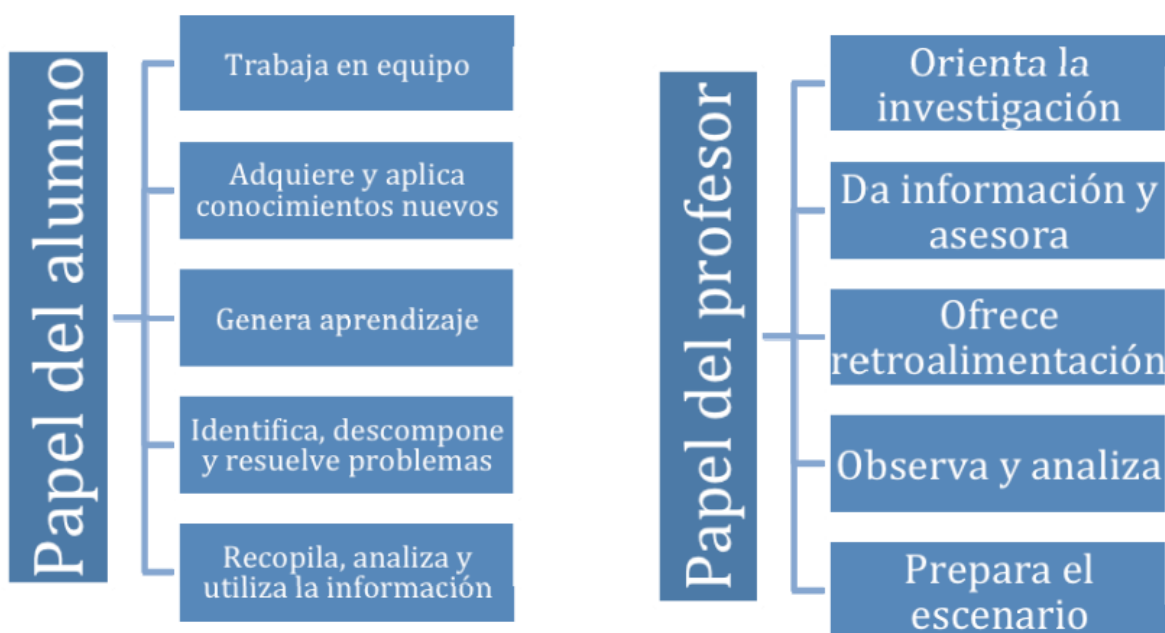 Papel del alumno
Trabaja en equipo
Adquiere y aplica
conocimientos nuevos
Genera aprendizaje
Identifica, descompone
y resuelve problemas
Recopila, analiza y
utiliza la información
Papel del profesor
Orienta la
investigación
Da información y
asesora
Ofrece
retroalimentación
Observa y analiza
Prepara el
escenario